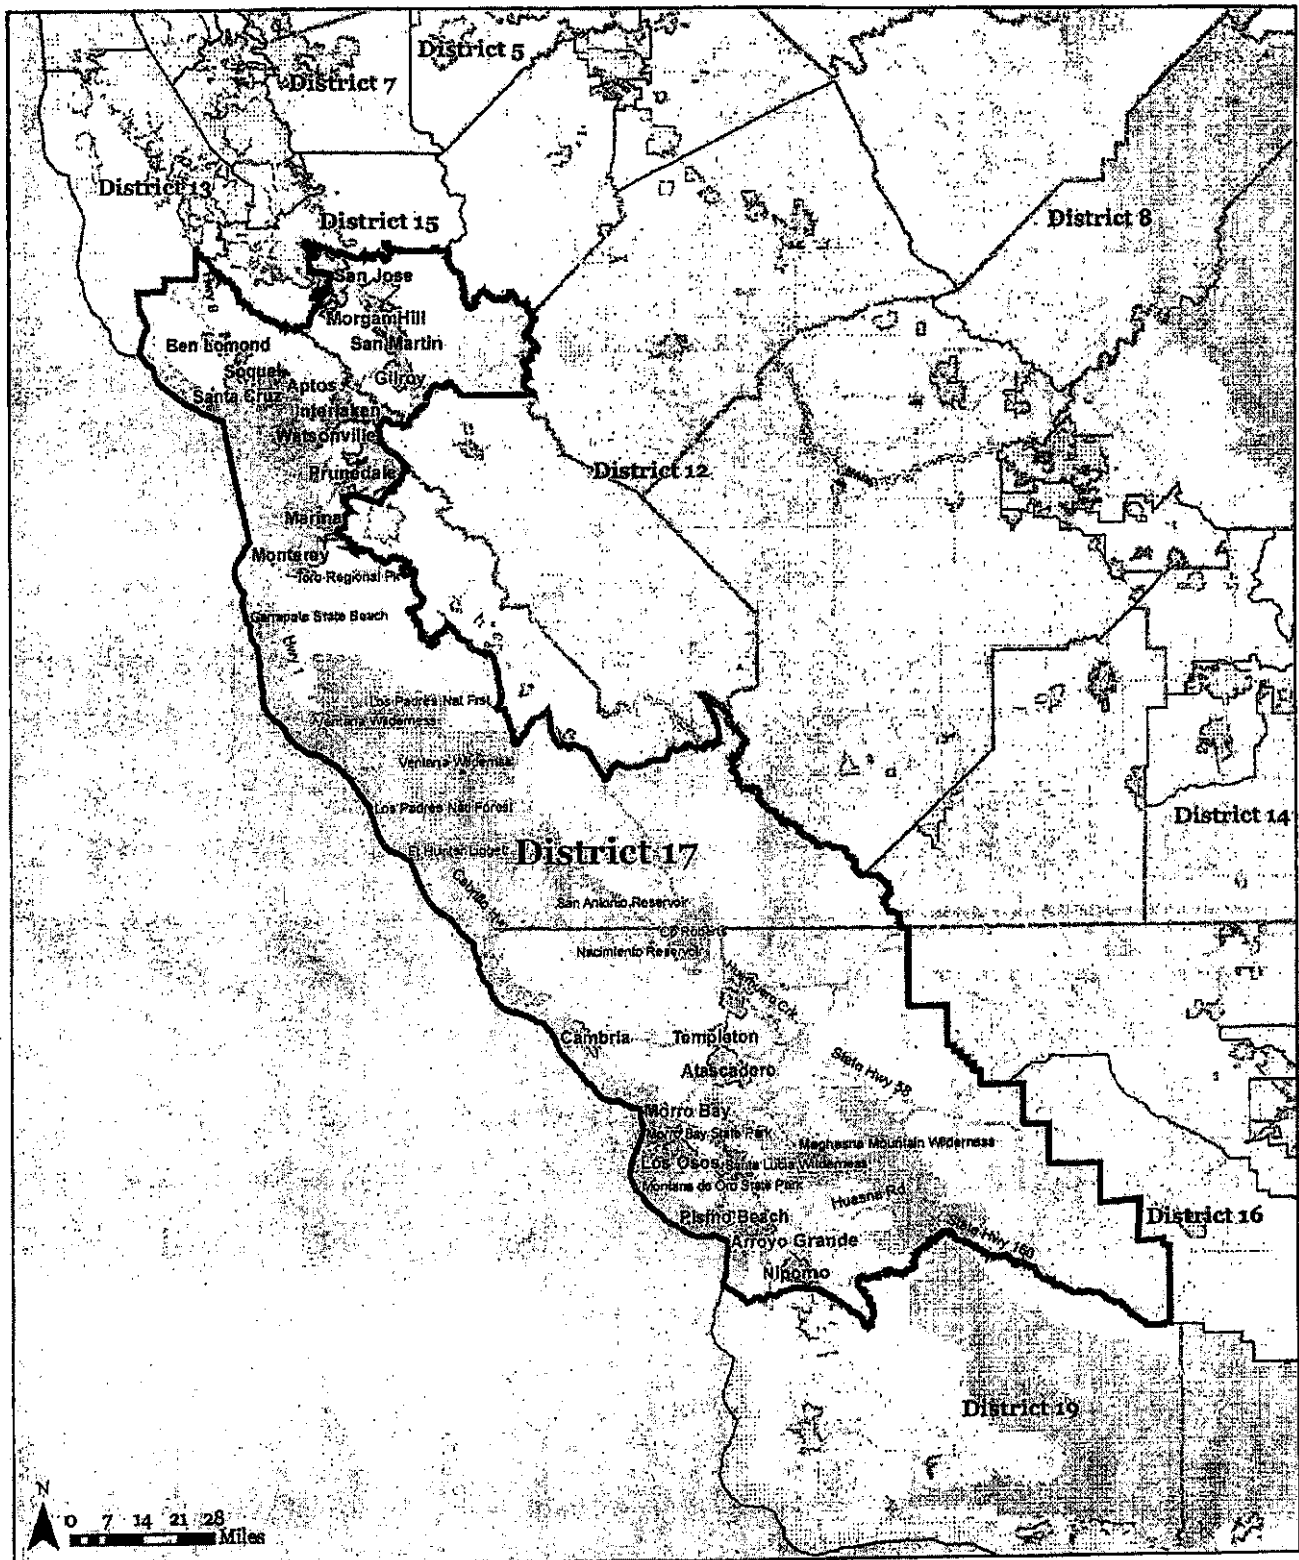 District 5
District 7
District 13
District 15
District 8
San Jose
Hwy 9
MorgamHill
Ben Lomond
San Martin
Soquel
Gilroy
Aptos
Santa Cruz
Interlaken
Watsonville
District 12
Prunedale
Marina
Monterey
Toro Regional Pk
Garrapata State Beach
Hwy 1
Los Padres Nat Frst
Ventana Wilderness
Ventana Wilderness
Los Padres Nat Forest
District 14
District 17
Cabrillo Hwy
San Antonio Reservoir
Nacimiento Reservoir
Cambria
Templeton
State Hwy 58
Atascadero
Morro Bay
Morro Bay State Park
Machesna Mountain Wilderness
Los Osos
Santa Lucia Wilderness
Montana de Oro State Park
Huasna Rd
Pismo Beach
District 16
Arroyo Grande
State Hwy 166
Nipomo
District 19
N
0 7 14 21 28
Miles